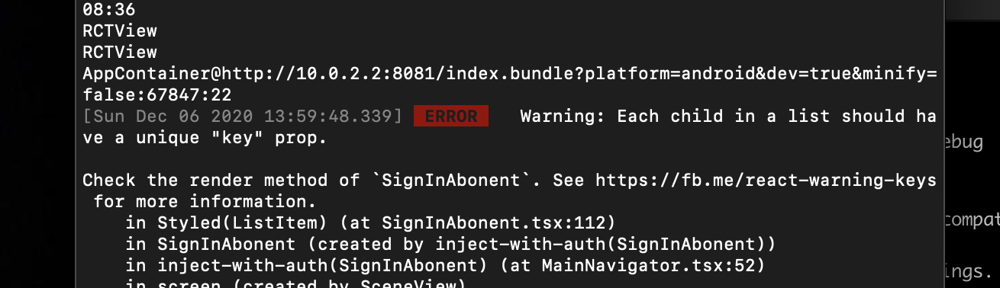 08:36
RCTView
RCTView
AppContainer@http://10.0.2.2:8081/index.bundle?platform=android&dev=true&minify=
false:67847:22
[Sun Dec 06 2020 13:59:48.339] ERROR Warning: Each child in a list should ha
ve a unique "key" prop.
ebug
Check the render method of `SignInAbonent`. See https://fb.me/react-warning-keys
for more information.
in Styled(ListItem) (at SignInAbonent.tsx:112)
compat
in SignInAbonent (created by inject-with-auth(SignInAbonent))
in inject-with-auth(SignInAbonent) (at MainNavigator.tsx:52)
ings.
in screen (created by SceneView)